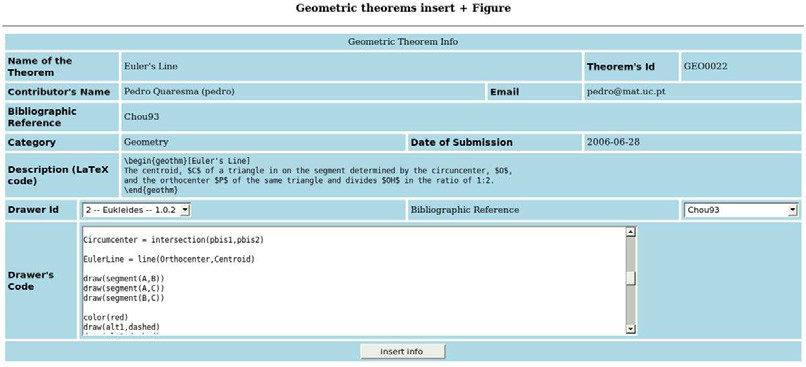 Geometric theorems insert + Figure
Geometric Theorem Info
Name of the Theorem Euler's Line Theorem's Id GEO0022
Contributor's Name Pedro Quaresma (pedro) Email pedro@mat.uc.pt
Bibliographic Reference Chou93
Category Geometry Date of Submission 2006-06-28
Description (LaTeX code)
\begin{geothm}[Euler's Line]
The centroid, $C$ of a triangle in on the segment determined by the circuncenter, $O$,
and the orthocenter $P$ of the same triangle and divides $OH$ in the ratio of 1:2.
\end{geothm}
Drawer Id 2 -- Eukleides -- 1.0.2 Bibliographic Reference Chou93
Drawer's Code
Circumcenter = intersection(pbis1,pbis2)
EulerLine = line(Orthocenter,Centroid)
draw(segment(A,B))
draw(segment(A,C))
draw(segment(B,C))
color(red)
draw(alt1,dashed)
insert info